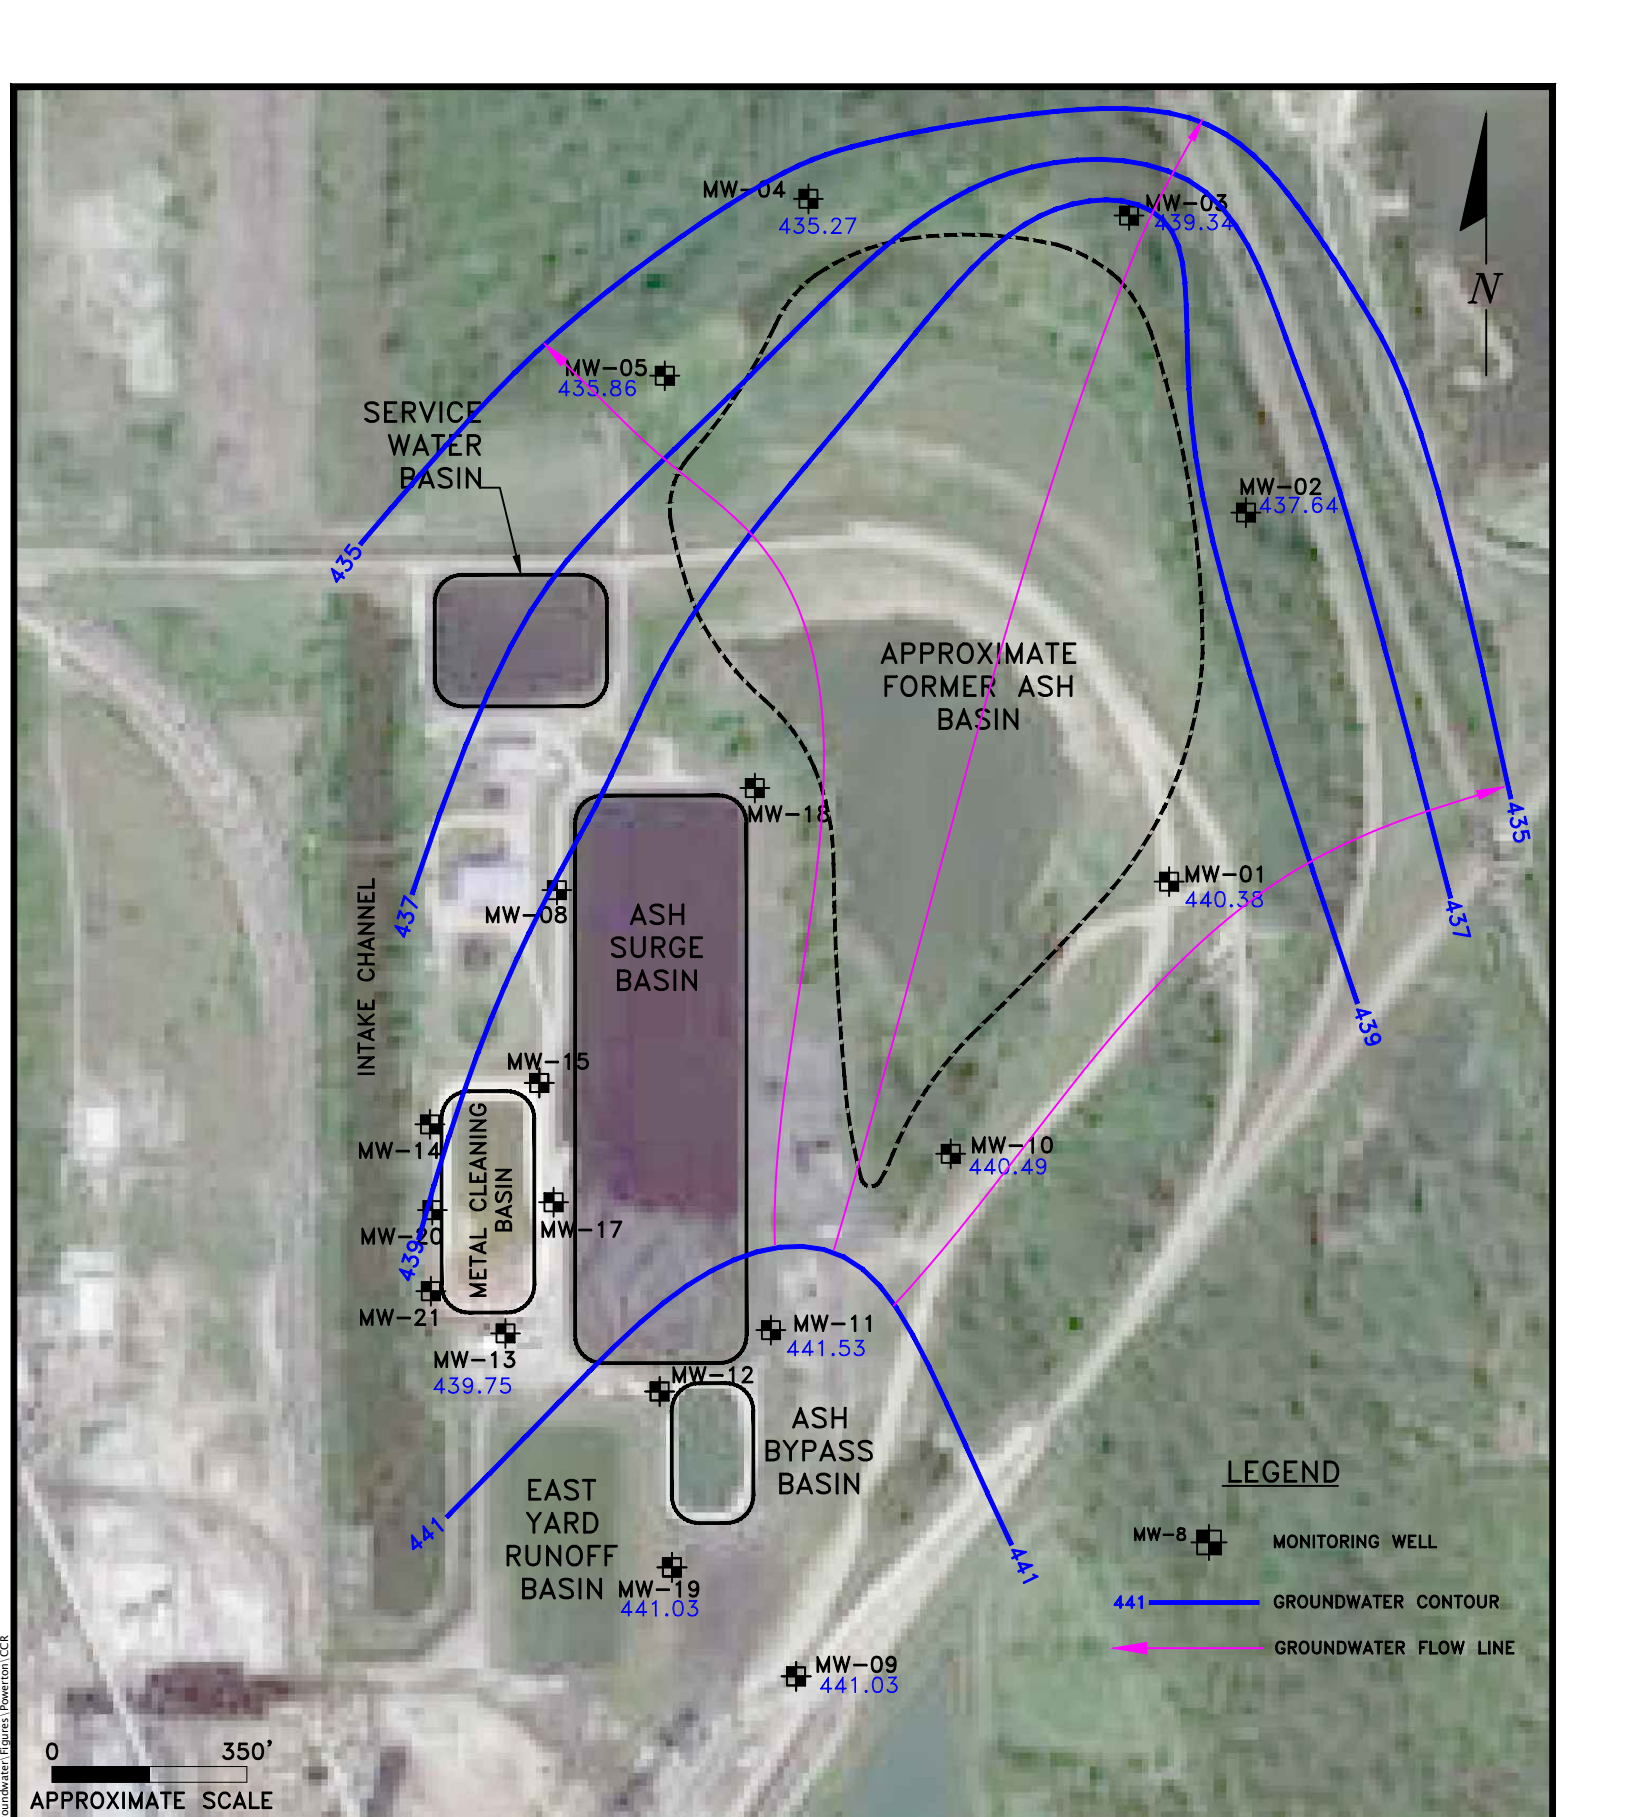 MW-04
435.27
MW-03
439.34
N
MW-05
435.86
SERVICE
WATER
BASIN
MW-02
437.64
435
APPROXIMATE
FORMER ASH
BASIN
MW-18
435
MW-01
440.38
437
MW-08
ASH
SURGE
BASIN
437
INTAKE CHANNEL
439
MW-15
MW-14
METAL CLEANING
BASIN
MW-10
440.49
MW-20
MW-17
439
MW-21
MW-11
441.53
MW-13
439.75
MW-12
ASH
BYPASS
BASIN
441
EAST
YARD
RUNOFF
BASIN
441
MW-19
441.03
MW-09
441.03
LEGEND
MW-8 MONITORING WELL
441 GROUNDWATER CONTOUR
GROUNDWATER FLOW LINE
0 350'
APPROXIMATE SCALE
oundwater\Figures\Powerton\CCR